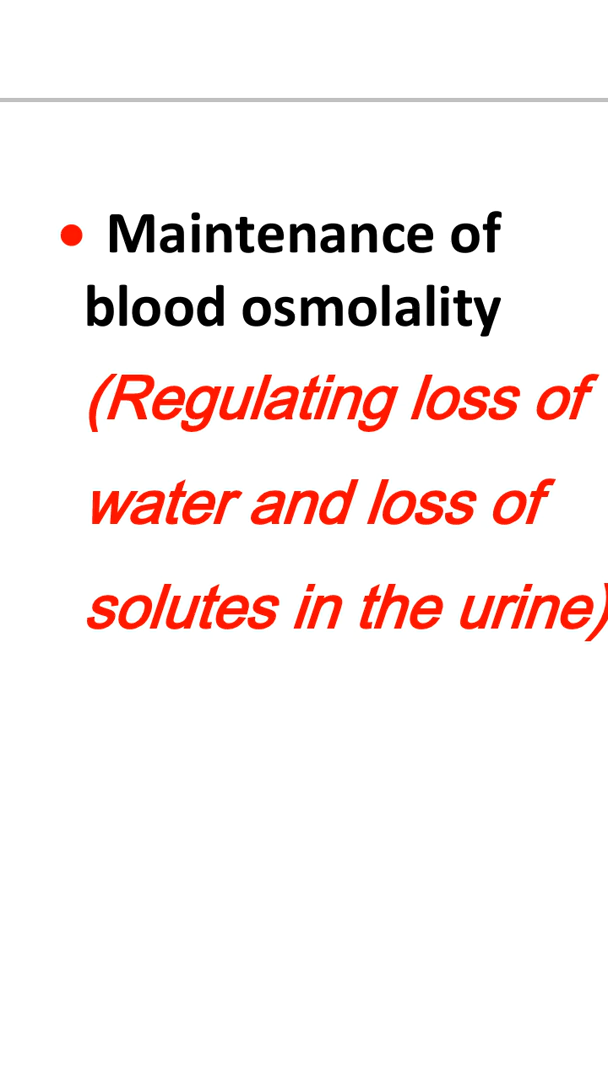 • Maintenance of
blood osmolality
(Regulating loss of
water and loss of
solutes in the urine)